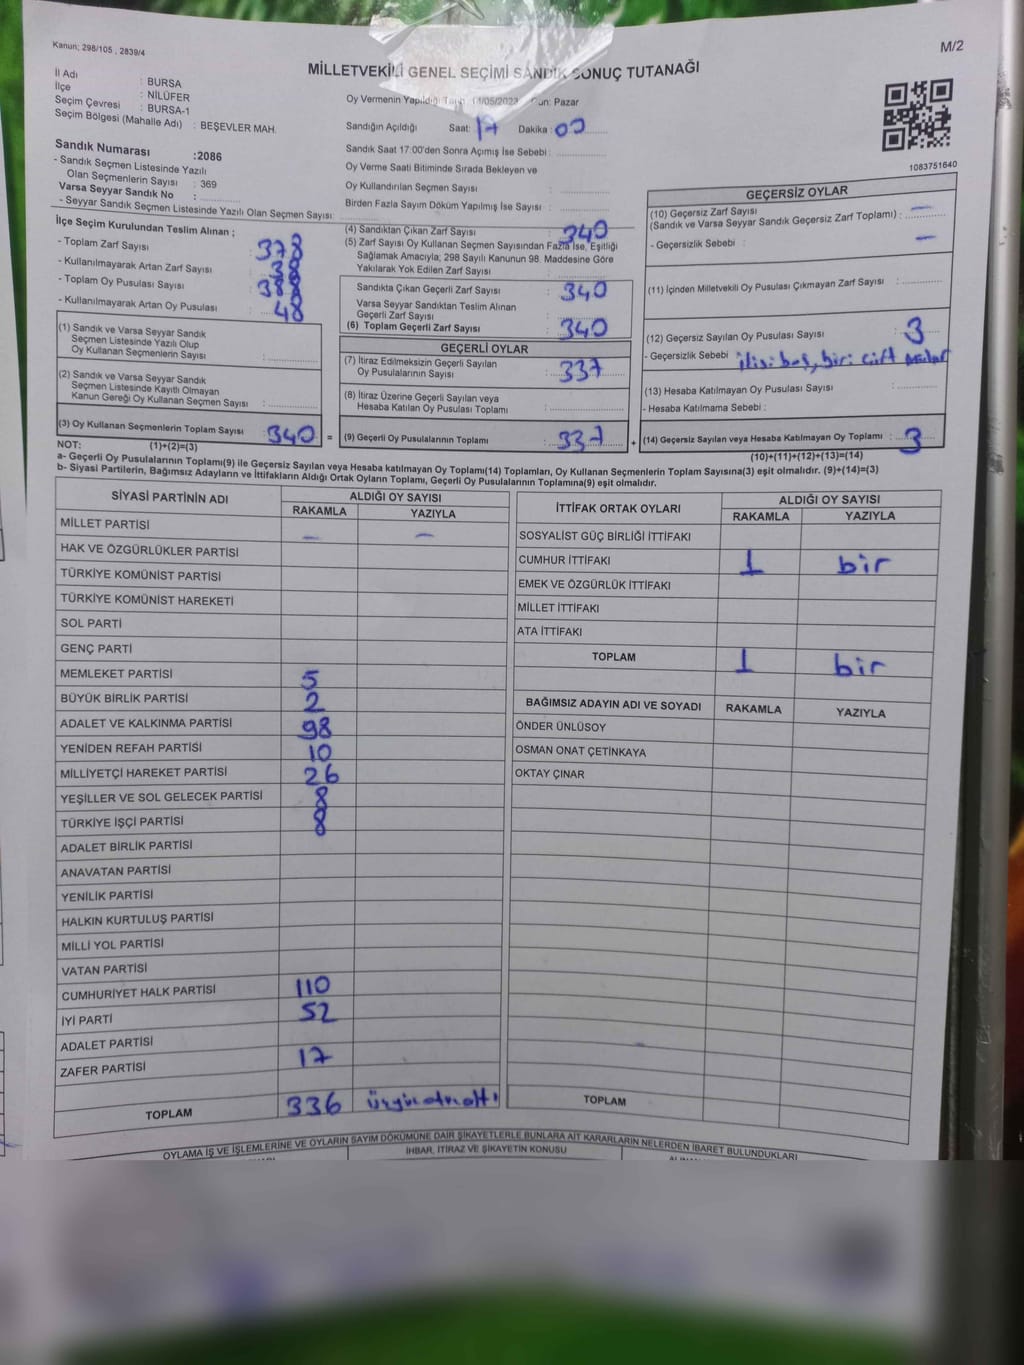 Kanun; 298/105 , 2839/4
M/2
MİLLETVEKİLİ GENEL SEÇİMİ SANDIK SONUÇ TUTANAĞI
İl Adı : BURSA
İlçe : NİLÜFER
Seçim Çevresi : BURSA-1
Seçim Bölgesi (Mahalle Adı) : BEŞEVLER MAH.
Sandık Numarası :2086
- Sandık Seçmen Listesinde Yazılı
Olan Seçmenlerin Sayısı : 369
Varsa Seyyar Sandık No :
- Seyyar Sandık Seçmen Listesinde Yazılı Olan Seçmen Sayısı:
Oy Vermenin Yapıldığı 14/05/2023 Gün: Pazar
Sandığın Açıldığı Saat: 17 Dakika: 00
Sandık Saat 17:00'den Sonra Açımış İse Sebebi :
Oy Verme Saati Bitiminde Sırada Bekleyen ve
Oy Kullandırılan Seçmen Sayısı :
Birden Fazla Sayım Döküm Yapılmış İse Sayısı :
1083751640
İlçe Seçim Kurulundan Teslim Alınan ;
- Toplam Zarf Sayısı : 378
- Kullanılmayarak Artan Zarf Sayısı : 38
- Toplam Oy Pusulası Sayısı : 388
- Kullanılmayarak Artan Oy Pusulası : 48
(4) Sandıktan Çıkan Zarf Sayısı : 340
(5) Zarf Sayısı Oy Kullanan Seçmen Sayısından Fazla İse, Eşitliği
Sağlamak Amacıyla; 298 Sayılı Kanunun 98. Maddesine Göre
Yakılarak Yok Edilen Zarf Sayısı :
Sandıkta Çıkan Geçerli Zarf Sayısı : 340
Varsa Seyyar Sandıktan Teslim Alınan
Geçerli Zarf Sayısı :
(6) Toplam Geçerli Zarf Sayısı : 340
GEÇERSİZ OYLAR
(10) Geçersiz Zarf Sayısı
(Sandık ve Varsa Seyyar Sandık Geçersiz Zarf Toplamı) : —
- Geçersizlik Sebebi : —
(11) İçinden Milletvekili Oy Pusulası Çıkmayan Zarf Sayısı :
(12) Geçersiz Sayılan Oy Pusulası Sayısı : 3
- Geçersizlik Sebebi : ikisi boş, biri çift
(13) Hesaba Katılmayan Oy Pusulası Sayısı :
- Hesaba Katılmama Sebebi :
(1) Sandık ve Varsa Seyyar Sandık
Seçmen Listesinde Yazılı Olup
Oy Kullanan Seçmenlerin Sayısı :
(2) Sandık ve Varsa Seyyar Sandık
Seçmen Listesinde Kayıtlı Olmayan
Kanun Gereği Oy Kullanan Seçmen Sayısı :
GEÇERLİ OYLAR
(7) İtiraz Edilmeksizin Geçerli Sayılan
Oy Pusulalarının Sayısı : 337
(8) İtiraz Üzerine Geçerli Sayılan veya
Hesaba Katılan Oy Pusulası Toplamı :
(3) Oy Kullanan Seçmenlerin Toplam Sayısı : 340 = (9) Geçerli Oy Pusulalarının Toplamı : 337 + (14) Geçersiz Sayılan veya Hesaba Katılmayan Oy Toplamı : 3
NOT: (1)+(2)=(3) (10)+(11)+(12)+(13)=(14)
a- Geçerli Oy Pusulalarının Toplamı(9) ile Geçersiz Sayılan veya Hesaba katılmayan Oy Toplamı(14) Toplamları, Oy Kullanan Seçmenlerin Toplam Sayısına(3) eşit olmalıdır. (9)+(14)=(3)
b- Siyasi Partilerin, Bağımsız Adayların ve İttifakların Aldığı Ortak Oyların Toplamı, Geçerli Oy Pusulalarının Toplamına(9) eşit olmalıdır.
SİYASİ PARTİNİN ADI ALDIĞI OY SAYISI
RAKAMLA YAZIYLA
MİLLET PARTİSİ — —
HAK VE ÖZGÜRLÜKLER PARTİSİ
TÜRKİYE KOMÜNİST PARTİSİ
TÜRKİYE KOMÜNİST HAREKETİ
SOL PARTİ
GENÇ PARTİ
MEMLEKET PARTİSİ 5
BÜYÜK BİRLİK PARTİSİ 2
ADALET VE KALKINMA PARTİSİ 98
YENİDEN REFAH PARTİSİ 10
MİLLİYETÇİ HAREKET PARTİSİ 26
YEŞİLLER VE SOL GELECEK PARTİSİ 8
TÜRKİYE İŞÇİ PARTİSİ 8
ADALET BİRLİK PARTİSİ
ANAVATAN PARTİSİ
YENİLİK PARTİSİ
HALKIN KURTULUŞ PARTİSİ
MİLLİ YOL PARTİSİ
VATAN PARTİSİ
CUMHURİYET HALK PARTİSİ 110
İYİ PARTİ 52
ADALET PARTİSİ
ZAFER PARTİSİ 17
TOPLAM 336 üçyüzotuzaltı
İTTİFAK ORTAK OYLARI ALDIĞI OY SAYISI
RAKAMLA YAZIYLA
SOSYALİST GÜÇ BİRLİĞİ İTTİFAKI
CUMHUR İTTİFAKI 1 bir
EMEK VE ÖZGÜRLÜK İTTİFAKI
MİLLET İTTİFAKI
ATA İTTİFAKI
TOPLAM 1 bir
BAĞIMSIZ ADAYIN ADI VE SOYADI RAKAMLA YAZIYLA
ÖNDER ÜNLÜSOY
OSMAN ONAT ÇETİNKAYA
OKTAY ÇINAR
TOPLAM
OYLAMA İŞ VE İŞLEMLERİNE VE OYLARIN SAYIM DÖKÜMÜNE DAİR ŞİKAYETLERLE BUNLARA AİT KARARLARIN NELERDEN İBARET BULUNDUKLARI
İHBAR, İTİRAZ VE ŞİKAYETİN KONUSU